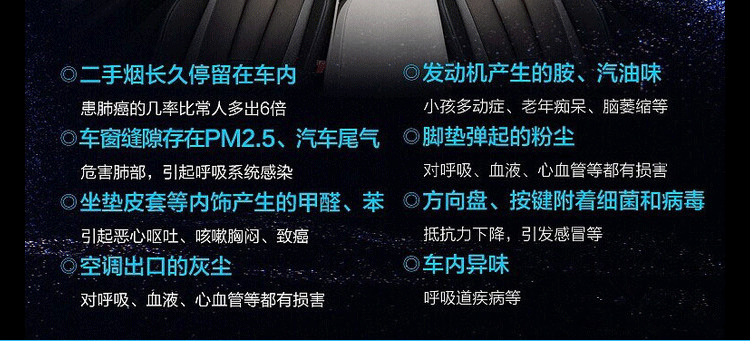 ◎二手烟长久停留在车内
患肺癌的几率比常人多出6倍
◎车窗缝隙存在PM2.5、汽车尾气
危害肺部，引起呼吸系统感染
◎坐垫皮套等内饰产生的甲醛、苯
引起恶心呕吐、咳嗽胸闷、致癌
◎空调出口的灰尘
对呼吸、血液、心血管等都有损害
◎发动机产生的胺、汽油味
小孩多动症、老年痴呆、脑萎缩等
◎脚垫弹起的粉尘
对呼吸、血液、心血管等都有损害
◎方向盘、按键附着细菌和病毒
抵抗力下降，引发感冒等
◎车内异味
呼吸道疾病等